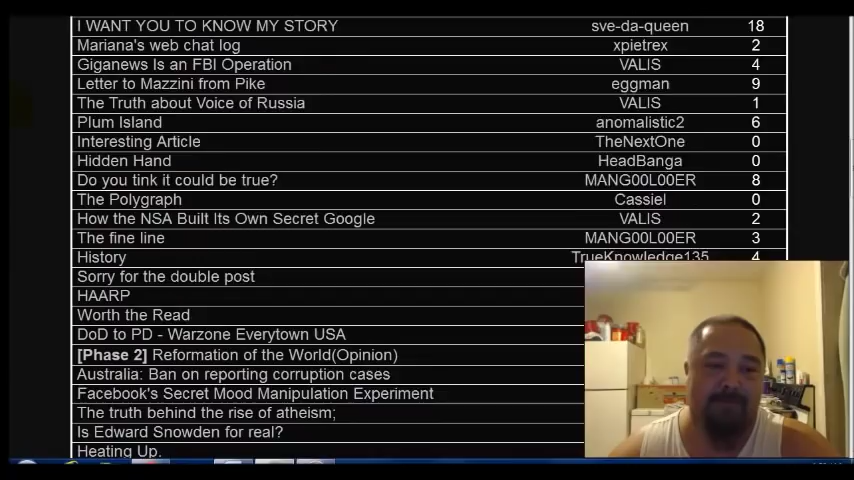 I WANT YOU TO KNOW MY STORY sve-da-queen 18
Mariana's web chat log xpietrex 2
Giganews Is an FBI Operation VALIS 4
Letter to Mazzini from Pike eggman 9
The Truth about Voice of Russia VALIS 1
Plum Island anomalistic2 6
Interesting Article TheNextOne 0
Hidden Hand HeadBanga 0
Do you tink it could be true? MANG00L00ER 8
The Polygraph Cassiel 0
How the NSA Built Its Own Secret Google VALIS 2
The fine line MANG00L00ER 3
History TrueKnowledge135 4
Sorry for the double post
HAARP
Worth the Read
DoD to PD - Warzone Everytown USA
[Phase 2] Reformation of the World(Opinion)
Australia: Ban on reporting corruption cases
Facebook's Secret Mood Manipulation Experiment
The truth behind the rise of atheism;
Is Edward Snowden for real?
Heating Up.